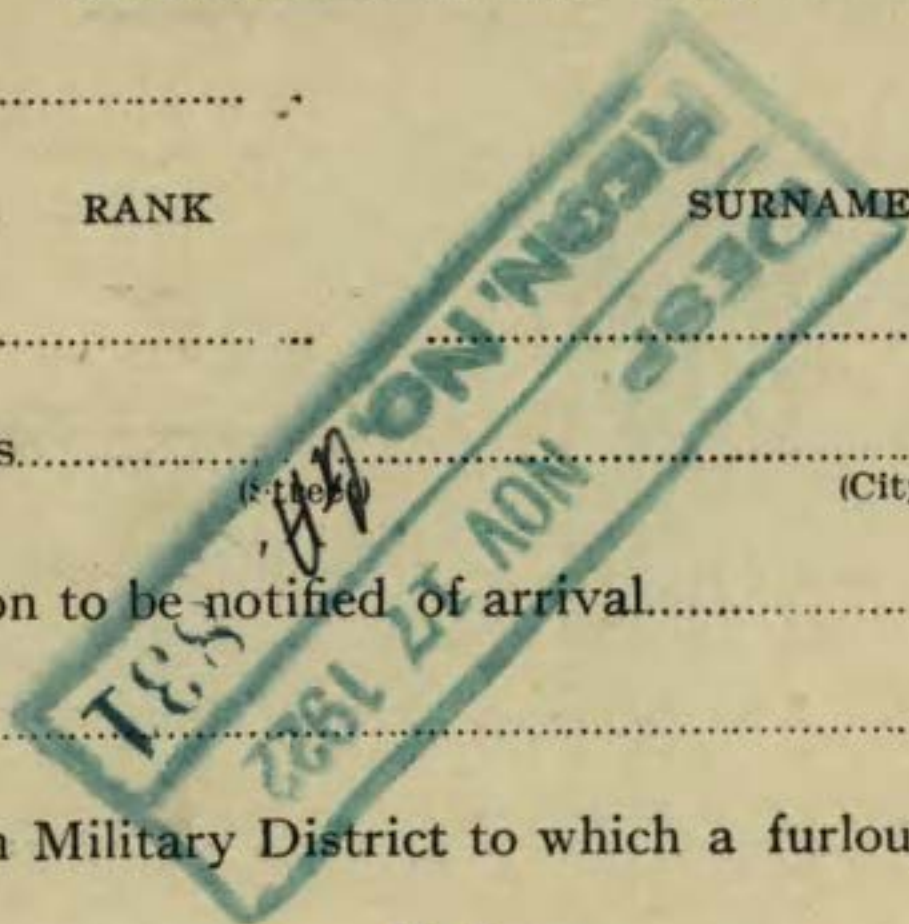 RANK SURNAME
(Street) (Cit
on to be notified of arrival
n Military District to which a furlou
REGN. NO.
DESP NOV 1922